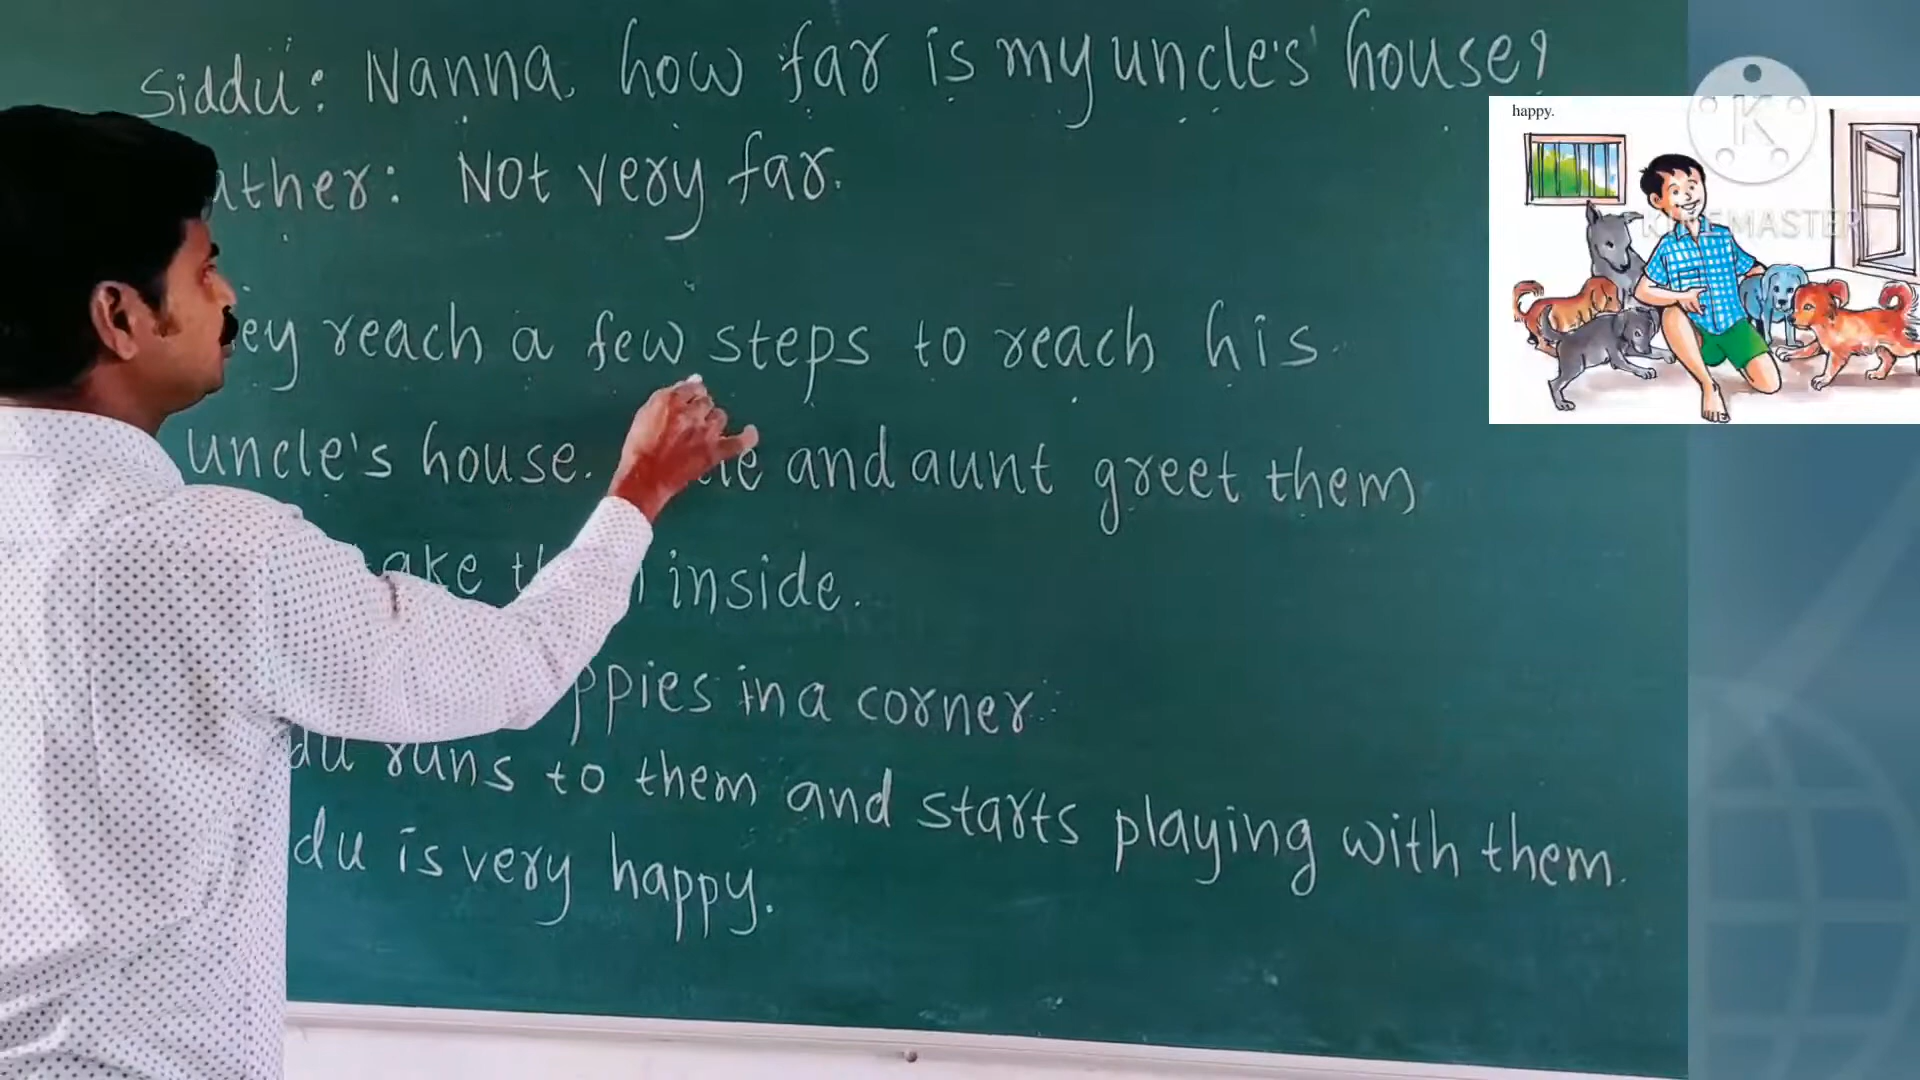 Siddu: Nanna, how far is my uncle's house?
ather: Not very far.
ey reach a few steps to reach his
uncle's house. and aunt greet them
ake inside.
ppies in a corner
du runs to them and starts playing with them.
du is very happy.
happy.
K
KINEMASTER